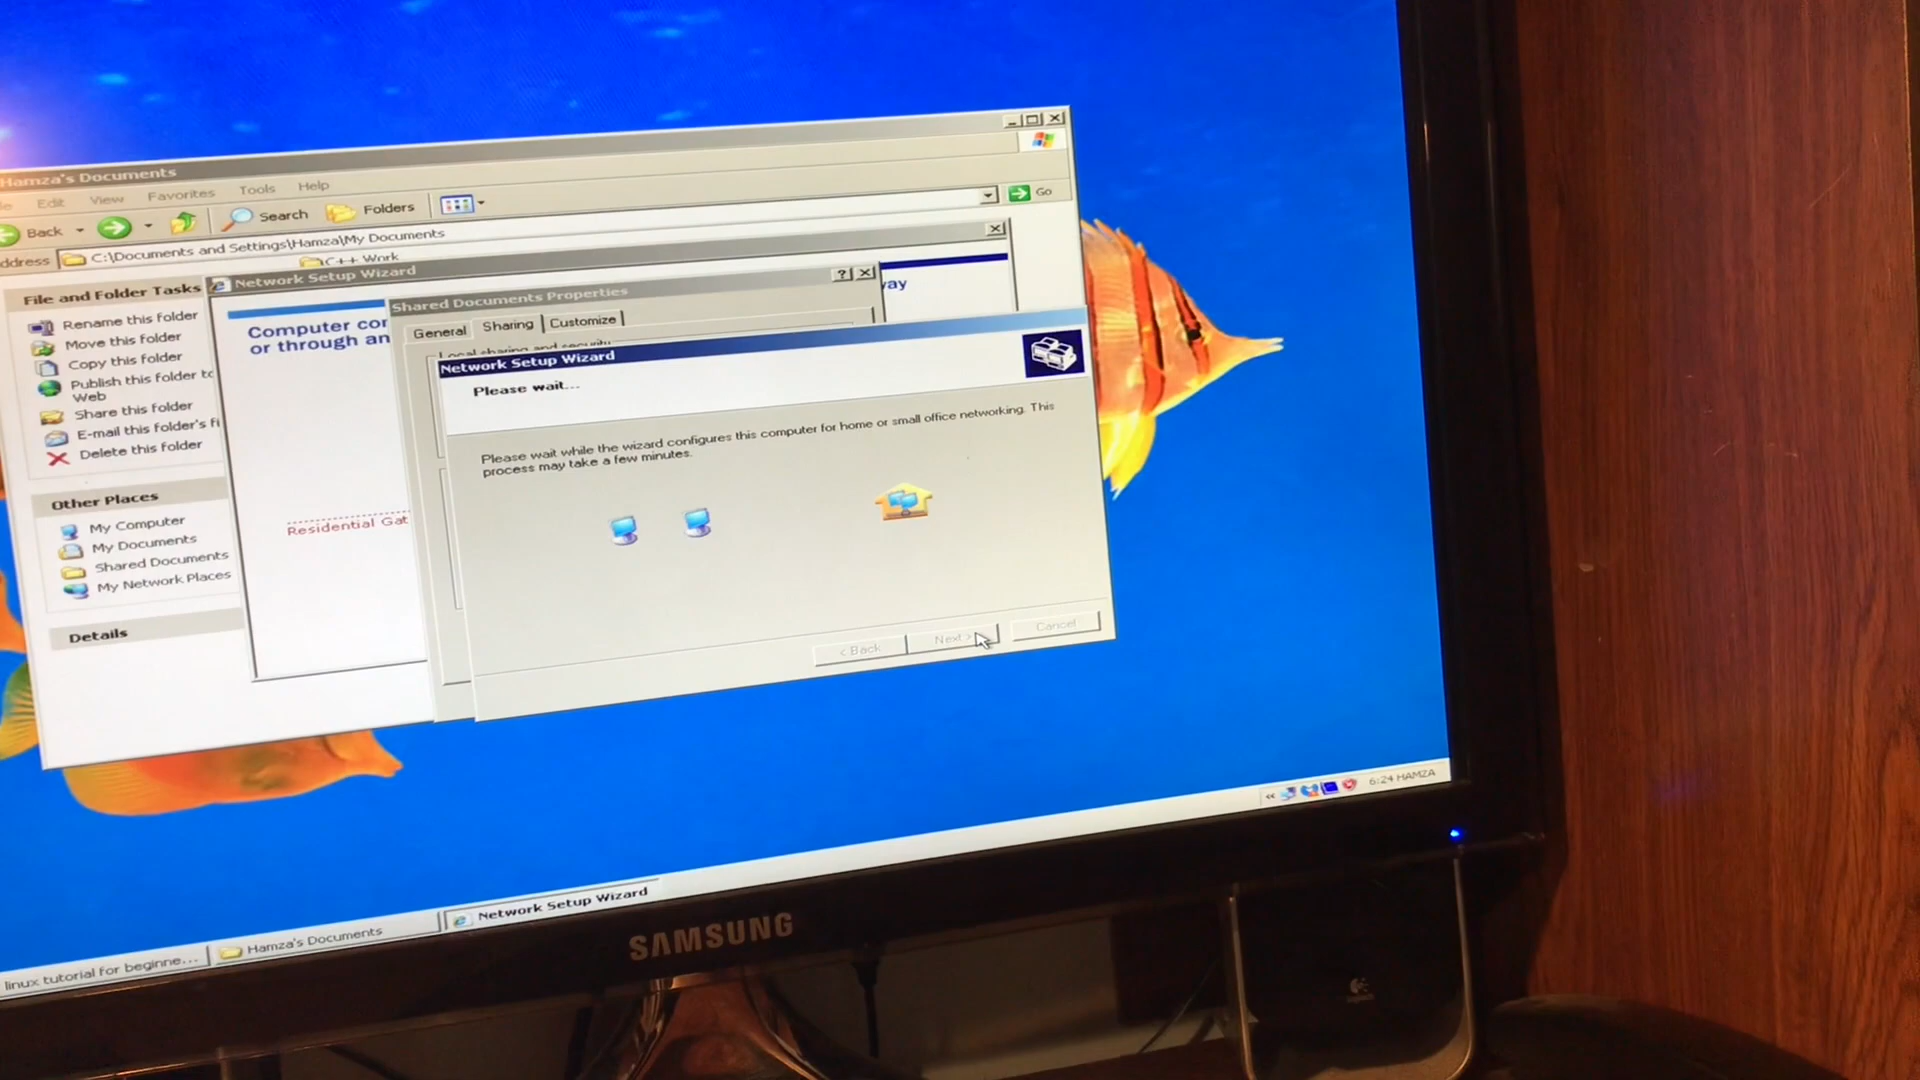 Hamza's Documents
Edit View Favorites Tools Help
Back Search Folders
Go
ddress C:\Documents and Settings\Hamza\My Documents
C++ Work
File and Folder Tasks
Rename this folder
Move this folder
Copy this folder
Publish this folder to
Web
Share this folder
E-mail this folder's fi
Delete this folder
Other Places
My Computer
My Documents
Shared Documents
My Network Places
Details
Network Setup Wizard
Computer cor
or through an
Residential Gat
Shared Documents Properties
General Sharing Customize
Local sharing and security
Network Setup Wizard
Please wait...
Please wait while the wizard configures this computer for home or small office networking. This
process may take a few minutes.
< Back Next > Cancel
6:24 HAMZA
linux tutorial for beginne...
Hamza's Documents
Network Setup Wizard
SAMSUNG